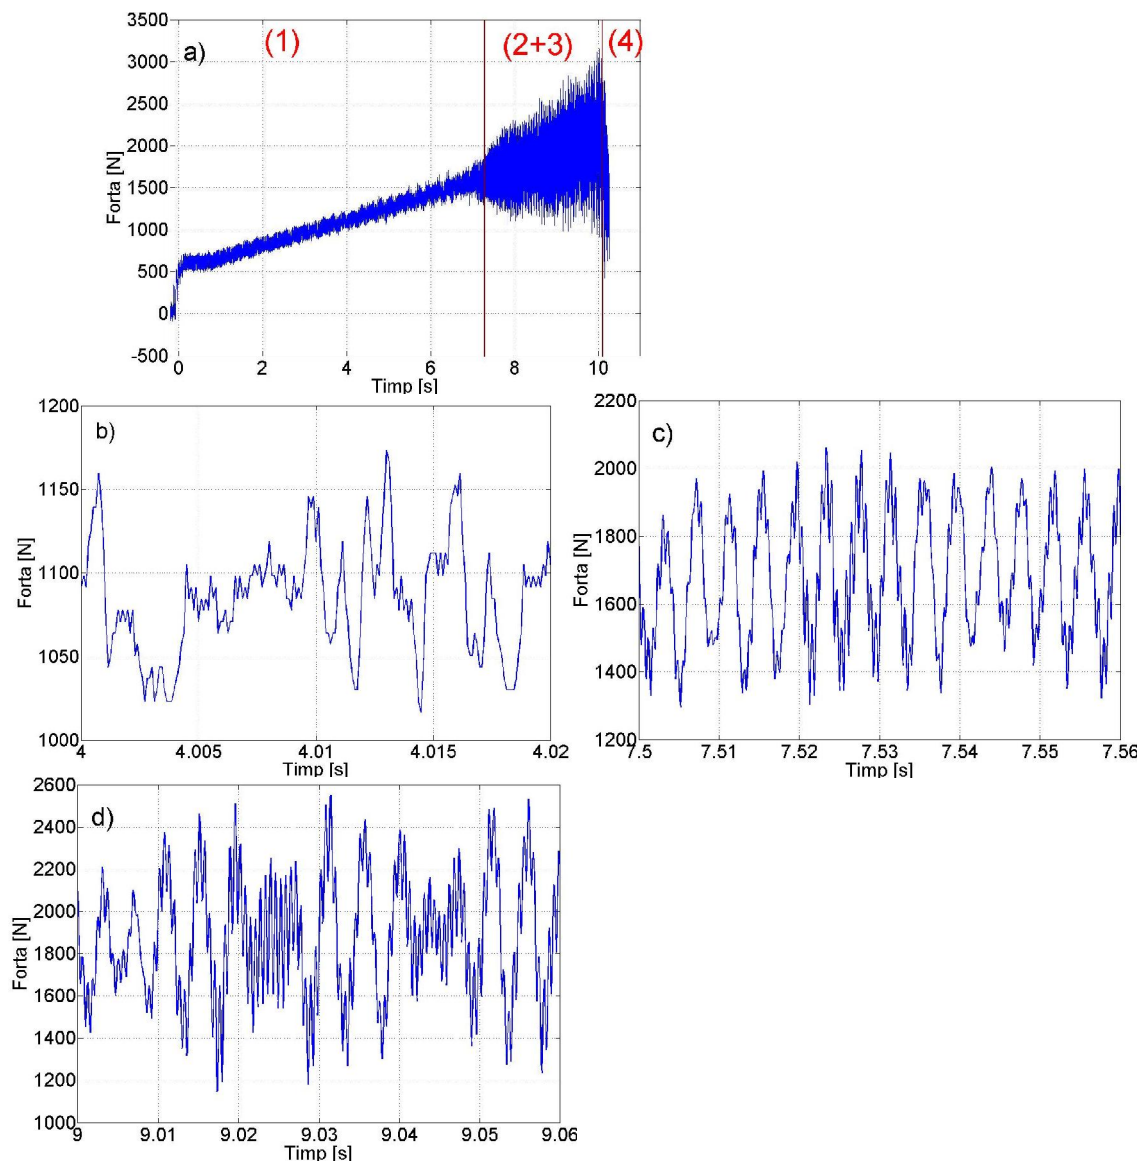 a)
(1)
(2+3)
(4)
3500
3000
2500
2000
1500
1000
500
0
-500
Forta [N]
0 2 4 6 8 10
Timp [s]
b)
1200
1150
1100
1050
1000
Forta [N]
4 4.005 4.01 4.015 4.02
Timp [s]
c)
2200
2000
1800
1600
1400
1200
Forta [N]
7.5 7.51 7.52 7.53 7.54 7.55 7.56
Timp [s]
d)
2600
2400
2200
2000
1800
1600
1400
1200
1000
Forta [N]
9 9.01 9.02 9.03 9.04 9.05 9.06
Timp [s]